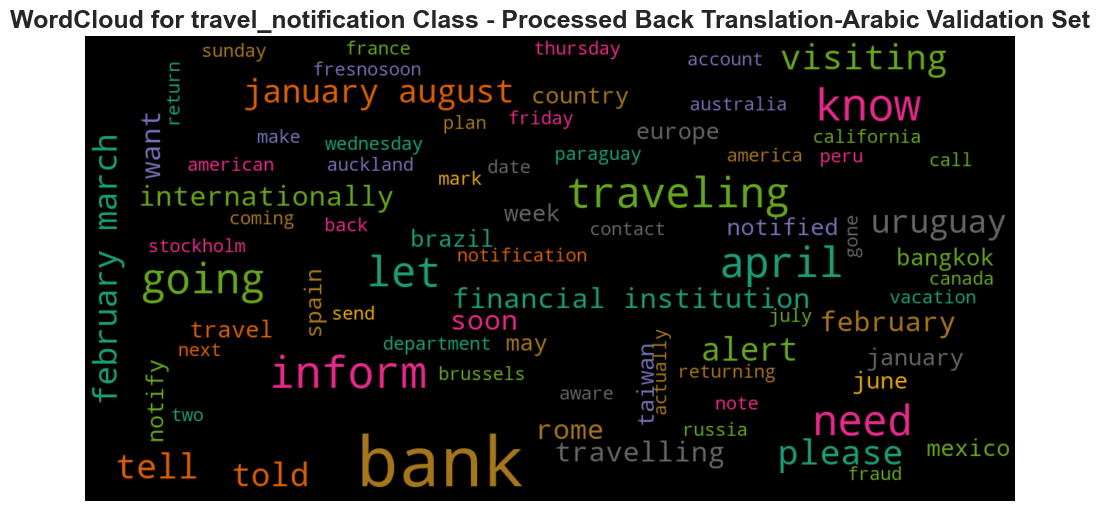 WordCloud for travel_notification Class - Processed Back Translation-Arabic Validation Set
sunday
france
thursday
visiting
return
fresnosoon
account
january august
country
australia
know
want
make
wednesday
plan
friday
europe
california
february march
american
auckland
mark
date
paraguay
america
peru
call
internationally
traveling
coming
back
week
contact
notified
gone
uruguay
stockholm
brazil
notification
april
bangkok
going
let
canada
spain
send
financial institution
vacation
travel
soon
july
february
next
department
may
alert
january
notify
inform
brussels
taiwan
actually
returning
june
two
aware
note
need
bank
rome
russia
tell
told
travelling
please
mexico
fraud